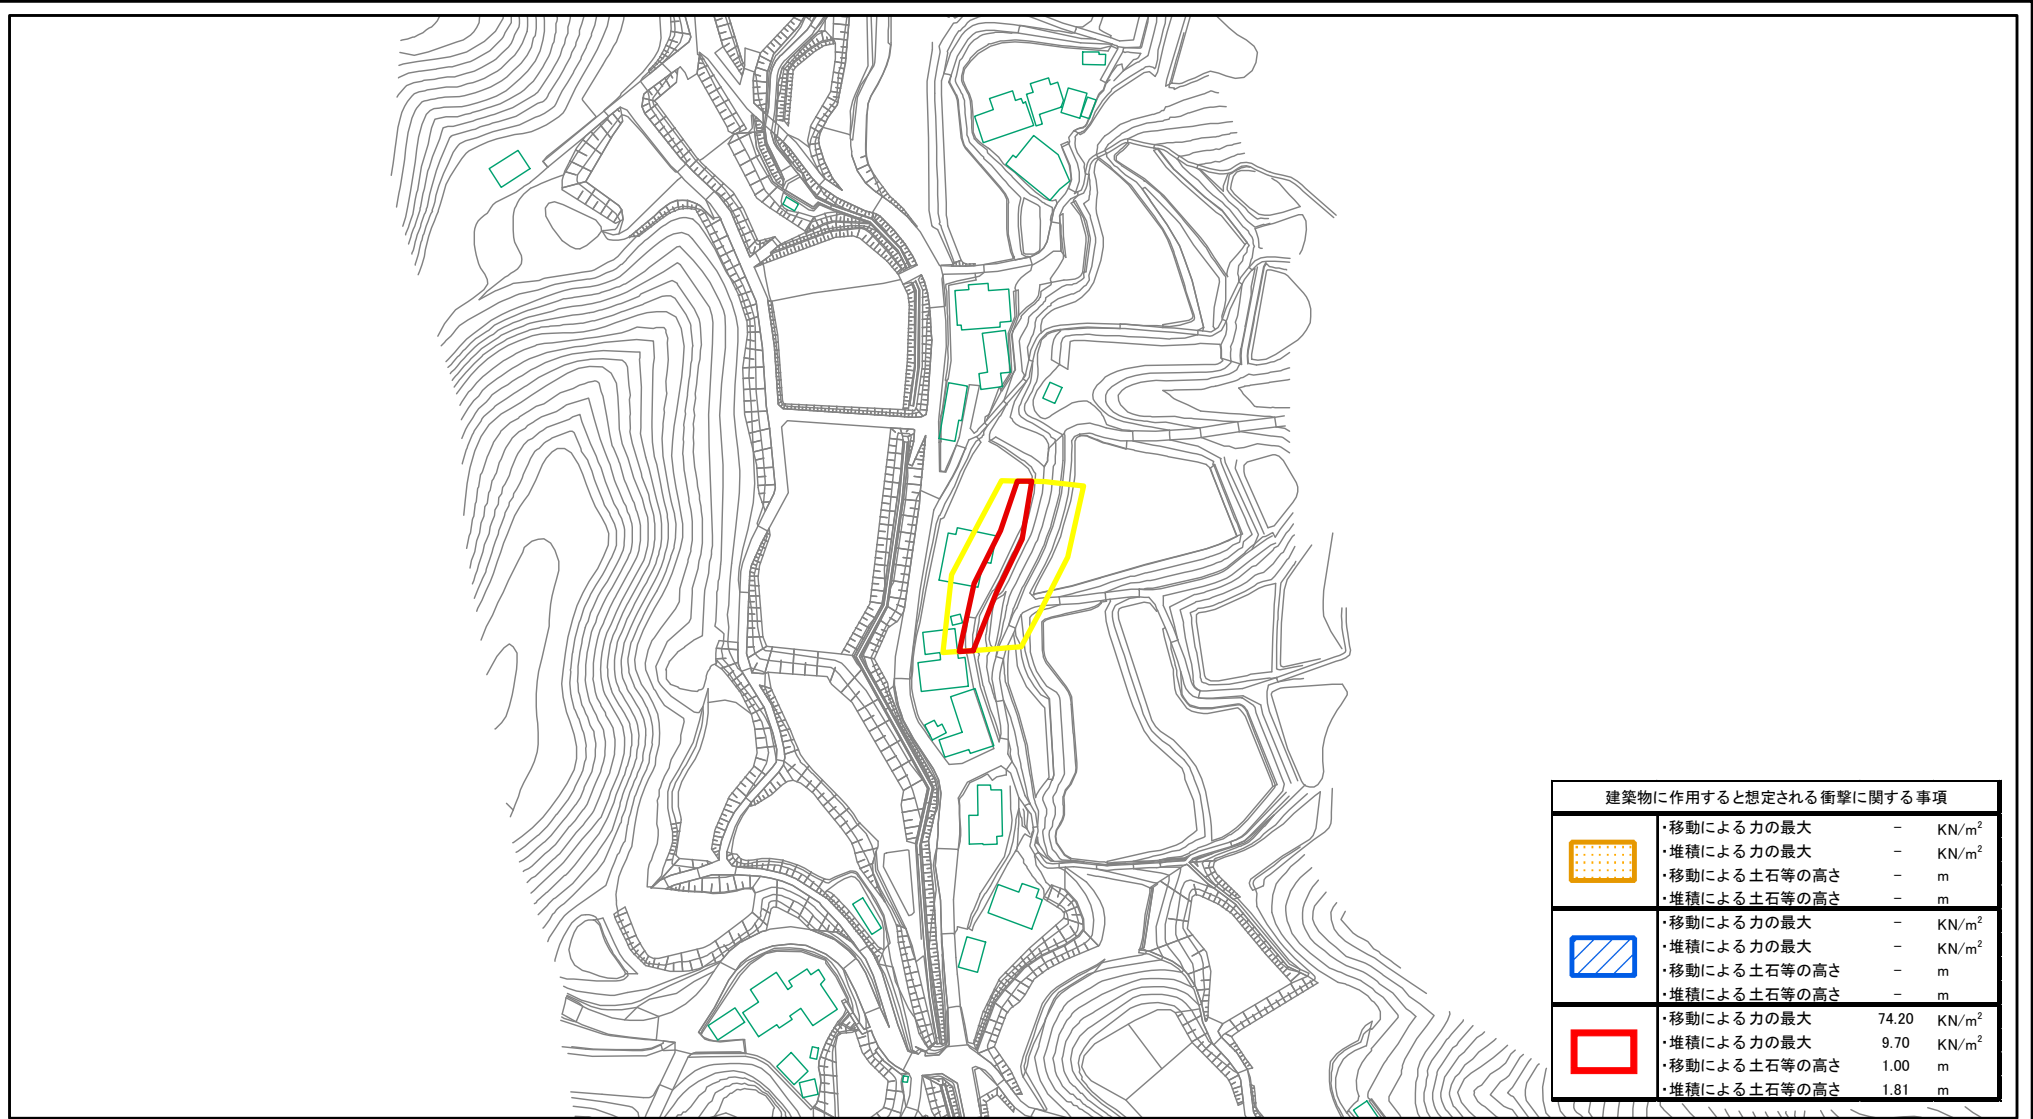 建築物に作用すると想定される衝撃に関する事項
・移動による力の最大 － KN/m²
・堆積による力の最大 － KN/m²
・移動による土石等の高さ － m
・堆積による土石等の高さ － m
・移動による力の最大 － KN/m²
・堆積による力の最大 － KN/m²
・移動による土石等の高さ － m
・堆積による土石等の高さ － m
・移動による力の最大 74.20 KN/m²
・堆積による力の最大 9.70 KN/m²
・移動による土石等の高さ 1.00 m
・堆積による土石等の高さ 1.81 m